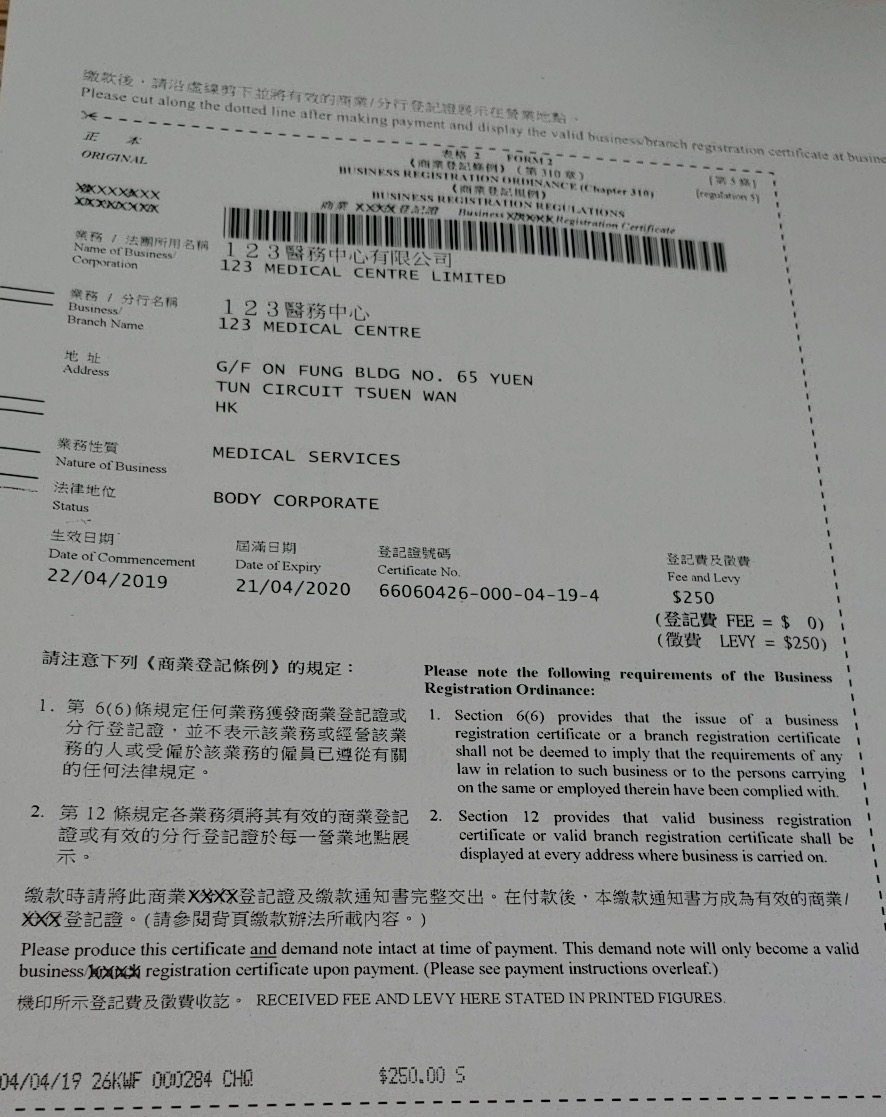 繳款後，請沿虛線剪下並將有效的商業/分行登記證展示在營業地點。
Please cut along the dotted line after making payment and display the valid business/branch registration certificate at busine
正 本
ORIGINAL
表格 2 FORM 2
《商業登記條例》(第 310 章)
BUSINESS REGISTRATION ORDINANCE (Chapter 310)
《商業登記規例》
BUSINESS REGISTRATION REGULATIONS
[第 5 條]
[regulation 5]
商業 XXXX 登記證 Business XXXXX Registration Certificate
XXXXXXXX
XXXXXXXX
業務 / 法團所用名稱
Name of Business/
Corporation
１２３醫務中心有限公司
123 MEDICAL CENTRE LIMITED
業務 / 分行名稱
Business/
Branch Name
１２３醫務中心
123 MEDICAL CENTRE
地 址
Address
G/F ON FUNG BLDG NO. 65 YUEN
TUN CIRCUIT TSUEN WAN
HK
業務性質
Nature of Business
MEDICAL SERVICES
法律地位
Status
BODY CORPORATE
生效日期
Date of Commencement
22/04/2019
屆滿日期
Date of Expiry
21/04/2020
登記證號碼
Certificate No.
66060426-000-04-19-4
登記費及徵費
Fee and Levy
$250
(登記費 FEE = $ 0)
(徵費 LEVY = $250)
請注意下列《商業登記條例》的規定：
1. 第 6(6)條規定任何業務獲發商業登記證或
分行登記證，並不表示該業務或經營該業
務的人或受僱於該業務的僱員已遵從有關
的任何法律規定。
2. 第 12 條規定各業務須將其有效的商業登記
證或有效的分行登記證於每一營業地點展
示。
Please note the following requirements of the Business
Registration Ordinance:
1. Section 6(6) provides that the issue of a business
registration certificate or a branch registration certificate
shall not be deemed to imply that the requirements of any
law in relation to such business or to the persons carrying
on the same or employed therein have been complied with.
2. Section 12 provides that valid business registration
certificate or valid branch registration certificate shall be
displayed at every address where business is carried on.
繳款時請將此商業XXXX登記證及繳款通知書完整交出。在付款後，本繳款通知書方成為有效的商業/
XXX登記證。(請參閱背頁繳款辦法所載內容。)
Please produce this certificate and demand note intact at time of payment. This demand note will only become a valid
business/XXXX registration certificate upon payment. (Please see payment instructions overleaf.)
機印所示登記費及徵費收訖。 RECEIVED FEE AND LEVY HERE STATED IN PRINTED FIGURES.
04/04/19 26KWF 000284 CHQ $250.00 S